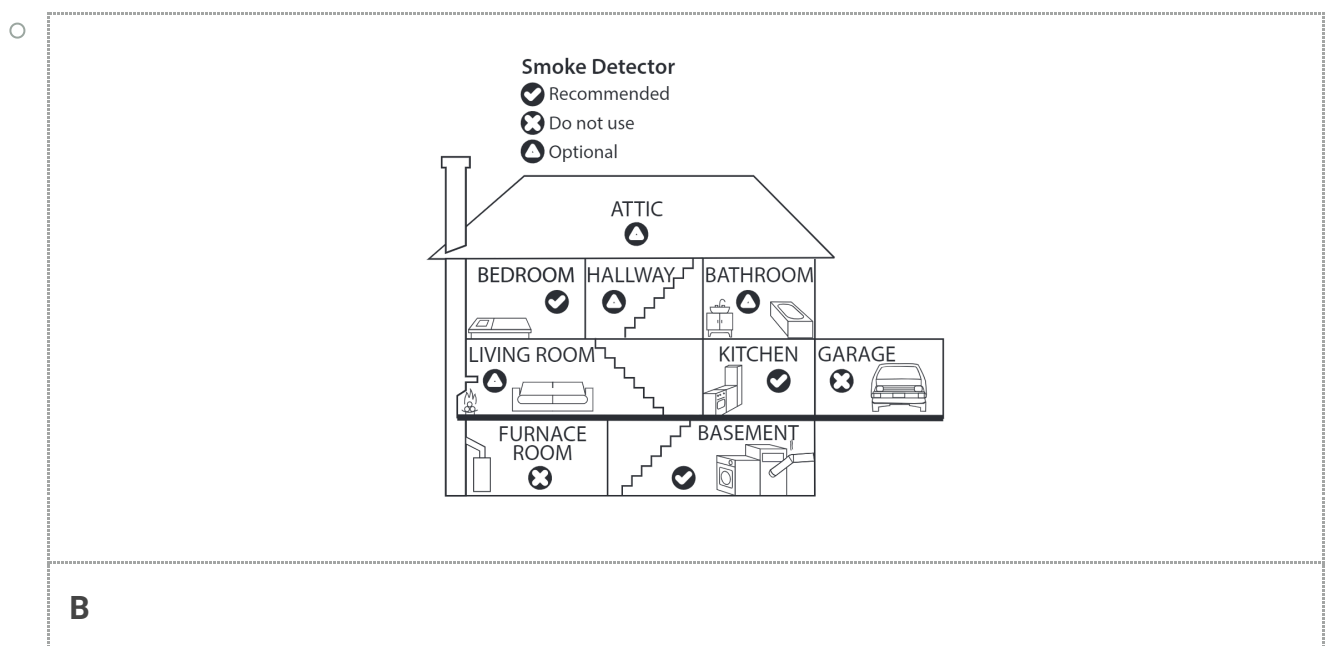 Smoke Detector
Recommended
Do not use
Optional
ATTIC
BEDROOM
HALLWAY
BATHROOM
LIVING ROOM
KITCHEN
GARAGE
FURNACE
ROOM
BASEMENT
B